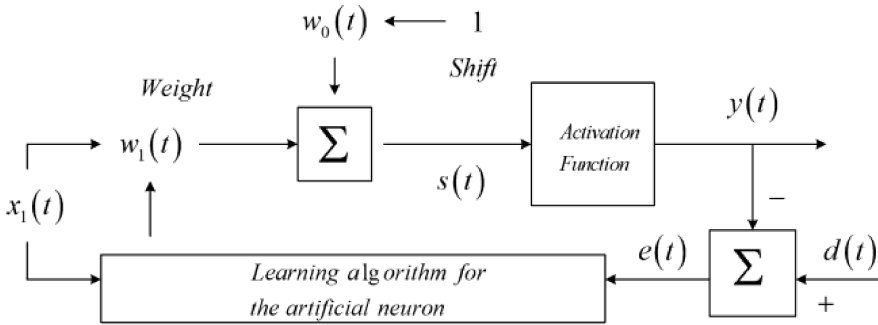 w₀(t) 1
Shift
Weight
w₁(t)
Σ
s(t)
Activation
Function
y(t)
x₁(t)
−
Learning algorithm for
the artificial neuron
e(t)
Σ
d(t)
+